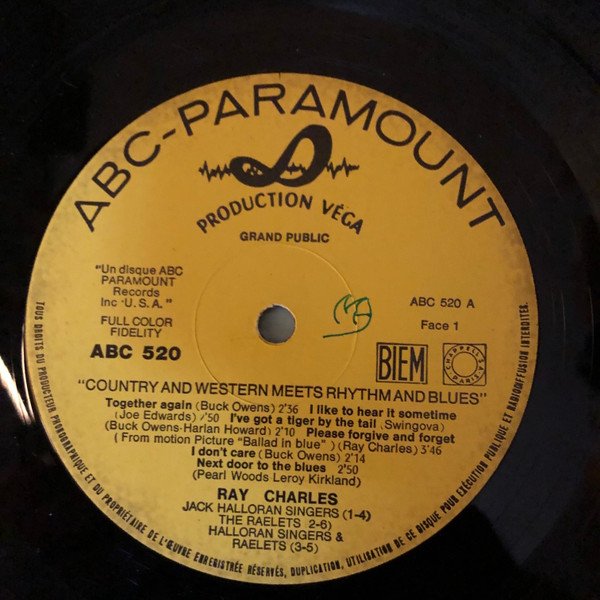 ABC-PARAMOUNT
PRODUCTION VÉGA
GRAND PUBLIC
"Un disque ABC
PARAMOUNT
Records
Inc · U.S.A."
FULL COLOR
FIDELITY
ABC 520
ABC 520 A
Face 1
BIEM
CHAPPELLE
PARIS
"COUNTRY AND WESTERN MEETS RHYTHM AND BLUES"
Together again (Buck Owens) 2'36 I like to hear it sometime
(Joe Edwards) /'50 I've got a tiger by the tail (Swingova)
(Buck Owens-Harlan Howard) 2'10 Please forgive and forget
( From motion Picture "Ballad in blue" ) (Ray Charles) 3'46
I don't care (Buck Owens) 2'14
Next door to the blues 2'50
(Pearl Woods Leroy Kirkland)
RAY CHARLES
JACK HALLORAN SINGERS (1-4)
THE RAELETS 2-6)
HALLORAN SINGERS &
RAELETS (3-5)
TOUS DROITS DU PRODUCTEUR PHONOGRAPHIQUE ET DU PROPRIÉTAIRE DE L'ŒUVRE ENREGISTRÉE RÉSERVÉS, DUPLICATION, UTILISATION DE CE DISQUE POUR EXÉCUTION PUBLIQUE ET RADIODIFFUSION INTERDITES.